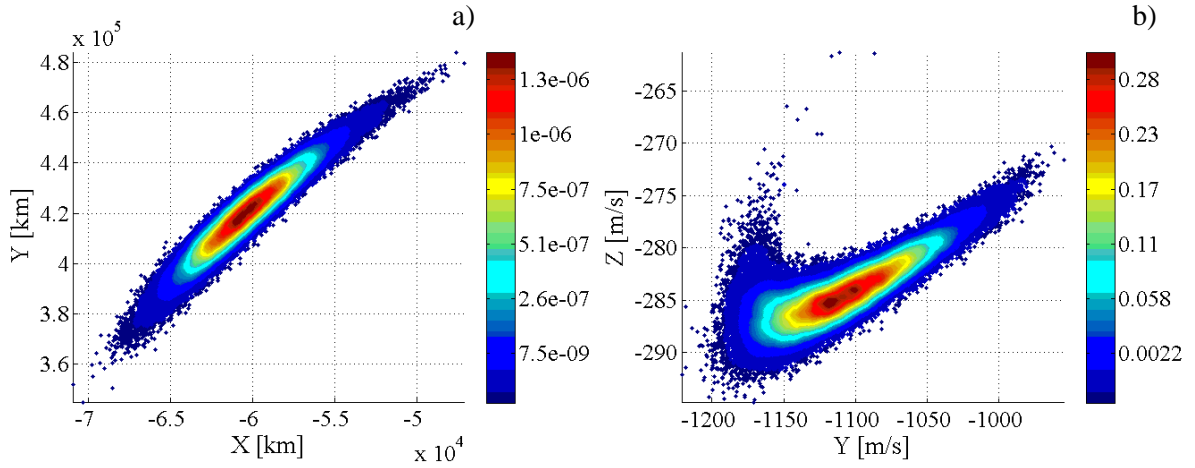 a)
x 10^5
4.8
4.6
4.4
4.2
4
3.8
3.6
Y [km]
-7 -6.5 -6 -5.5 -5
X [km]
x 10^4
1.3e-06
1e-06
7.5e-07
5.1e-07
2.6e-07
7.5e-09
b)
-265
-270
-275
-280
-285
-290
Z [m/s]
-1200 -1150 -1100 -1050 -1000
Y [m/s]
0.28
0.23
0.17
0.11
0.058
0.0022